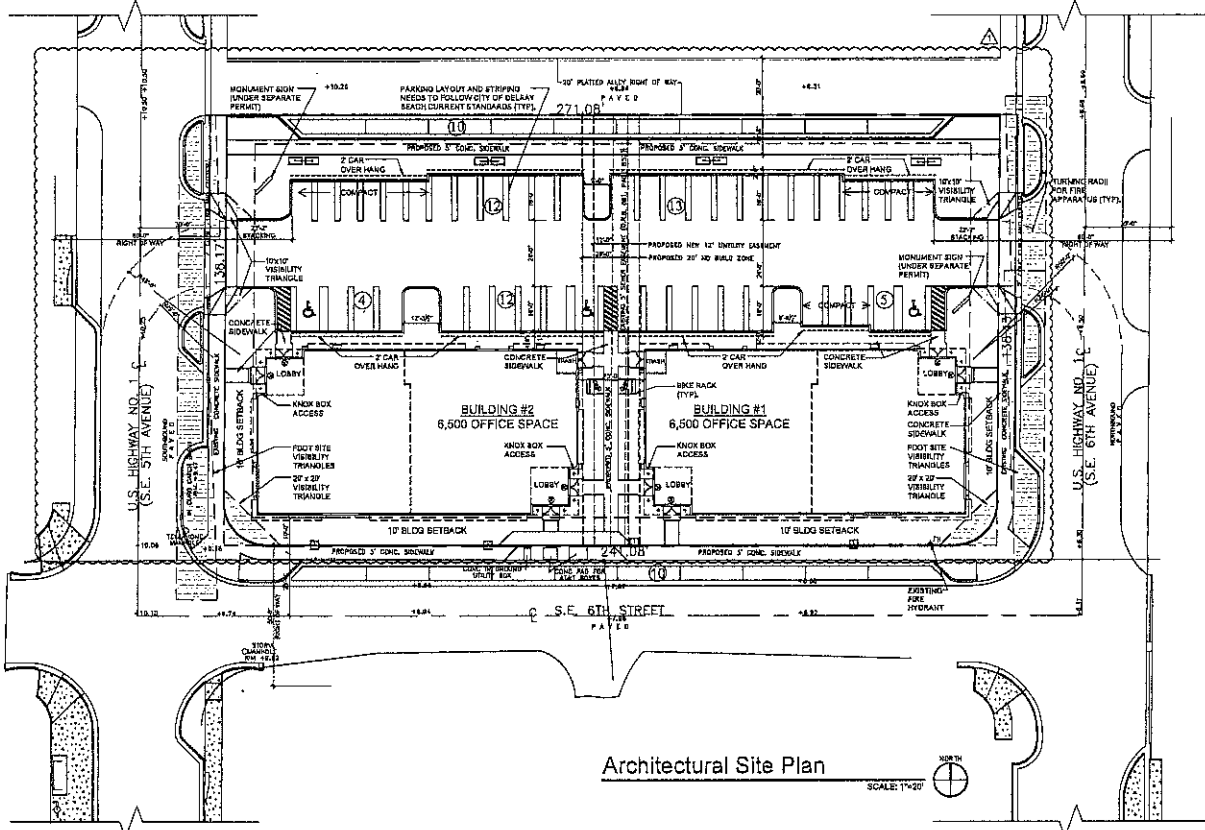 1
20' PLATTED ALLEY RIGHT OF WAY
+10.26
+8.31
PAVED
271.08'
MONUMENT SIGN
(UNDER SEPARATE
PERMIT)
PARKING LAYOUT AND STRIPING
NEEDS TO FOLLOW CITY OF DELRAY
BEACH CURRENT STANDARDS (TYP.)
10
PROPOSED 5' CONC. SIDEWALK
PROPOSED 5' CONC. SIDEWALK
2' CAR
OVER HANG
2' CAR
OVER HANG
COMPACT
COMPACT
12
13
10'x10'
VISIBILITY
TRIANGLE
TURNING RADII
FOR FIRE
APPARATUS (TYP.)
STACKING
STACKING
RIGHT OF WAY
RIGHT OF WAY
PROPOSED NEW 12' UTILITY EASEMENT
PROPOSED 20' NO BUILD ZONE
138.17'
10'x10'
VISIBILITY
TRIANGLE
MONUMENT SIGN
(UNDER SEPARATE
PERMIT)
4
12
COMPACT
5
CONCRETE
SIDEWALK
2' CAR
OVER HANG
CONCRETE
SIDEWALK
TRASH
TRASH
2' CAR
OVER HANG
CONCRETE
SIDEWALK
LOBBY
LOBBY
BIKE RACK
(TYP.)
KNOX BOX
ACCESS
BUILDING #2
6,500 OFFICE SPACE
BUILDING #1
6,500 OFFICE SPACE
KNOX BOX
ACCESS
CONCRETE
SIDEWALK
U.S. HIGHWAY NO. 1
(S.E. 5TH AVENUE)
SOUTHBOUND
PAVED
EXISTING CONCRETE SIDEWALK
10' BLDG SETBACK
10' BLDG SETBACK
EXISTING CONCRETE SIDEWALK
U.S. HIGHWAY NO. 1
(S.E. 6TH AVENUE)
NORTHBOUND
PAVED
FOOT SITE
VISIBILITY
TRIANGLES
KNOX BOX
ACCESS
KNOX BOX
ACCESS
FOOT SITE
VISIBILITY
TRIANGLES
20' x 20'
VISIBILITY
TRIANGLE
LOBBY
LOBBY
20' x 20'
VISIBILITY
TRIANGLE
10' BLDG SETBACK
10' BLDG SETBACK
PROPOSED 5' CONC. SIDEWALK
241.08'
PROPOSED 5' CONC. SIDEWALK
10
EXISTING
FIRE
HYDRANT
S.E. 6TH STREET
PAVED
Architectural Site Plan
NORTH
SCALE: 1"=20'